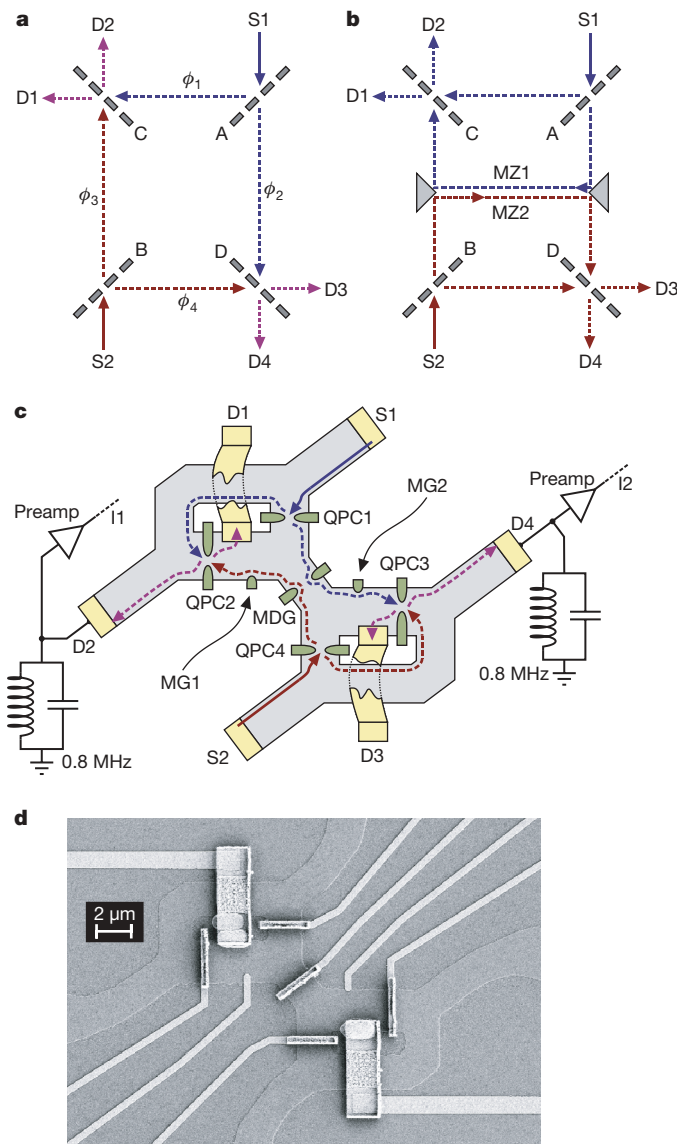 a
D2
S1
D1
ϕ1
C
A
ϕ3
ϕ2
B
D
ϕ4
D3
S2
D4
b
D2
S1
D1
C
A
MZ1
MZ2
B
D
D3
S2
D4
c
D1
S1
Preamp
I1
QPC1
MG2
Preamp
I2
QPC3
D4
QPC2
MDG
D2
MG1
QPC4
0.8 MHz
S2
D3
0.8 MHz
d
2 μm